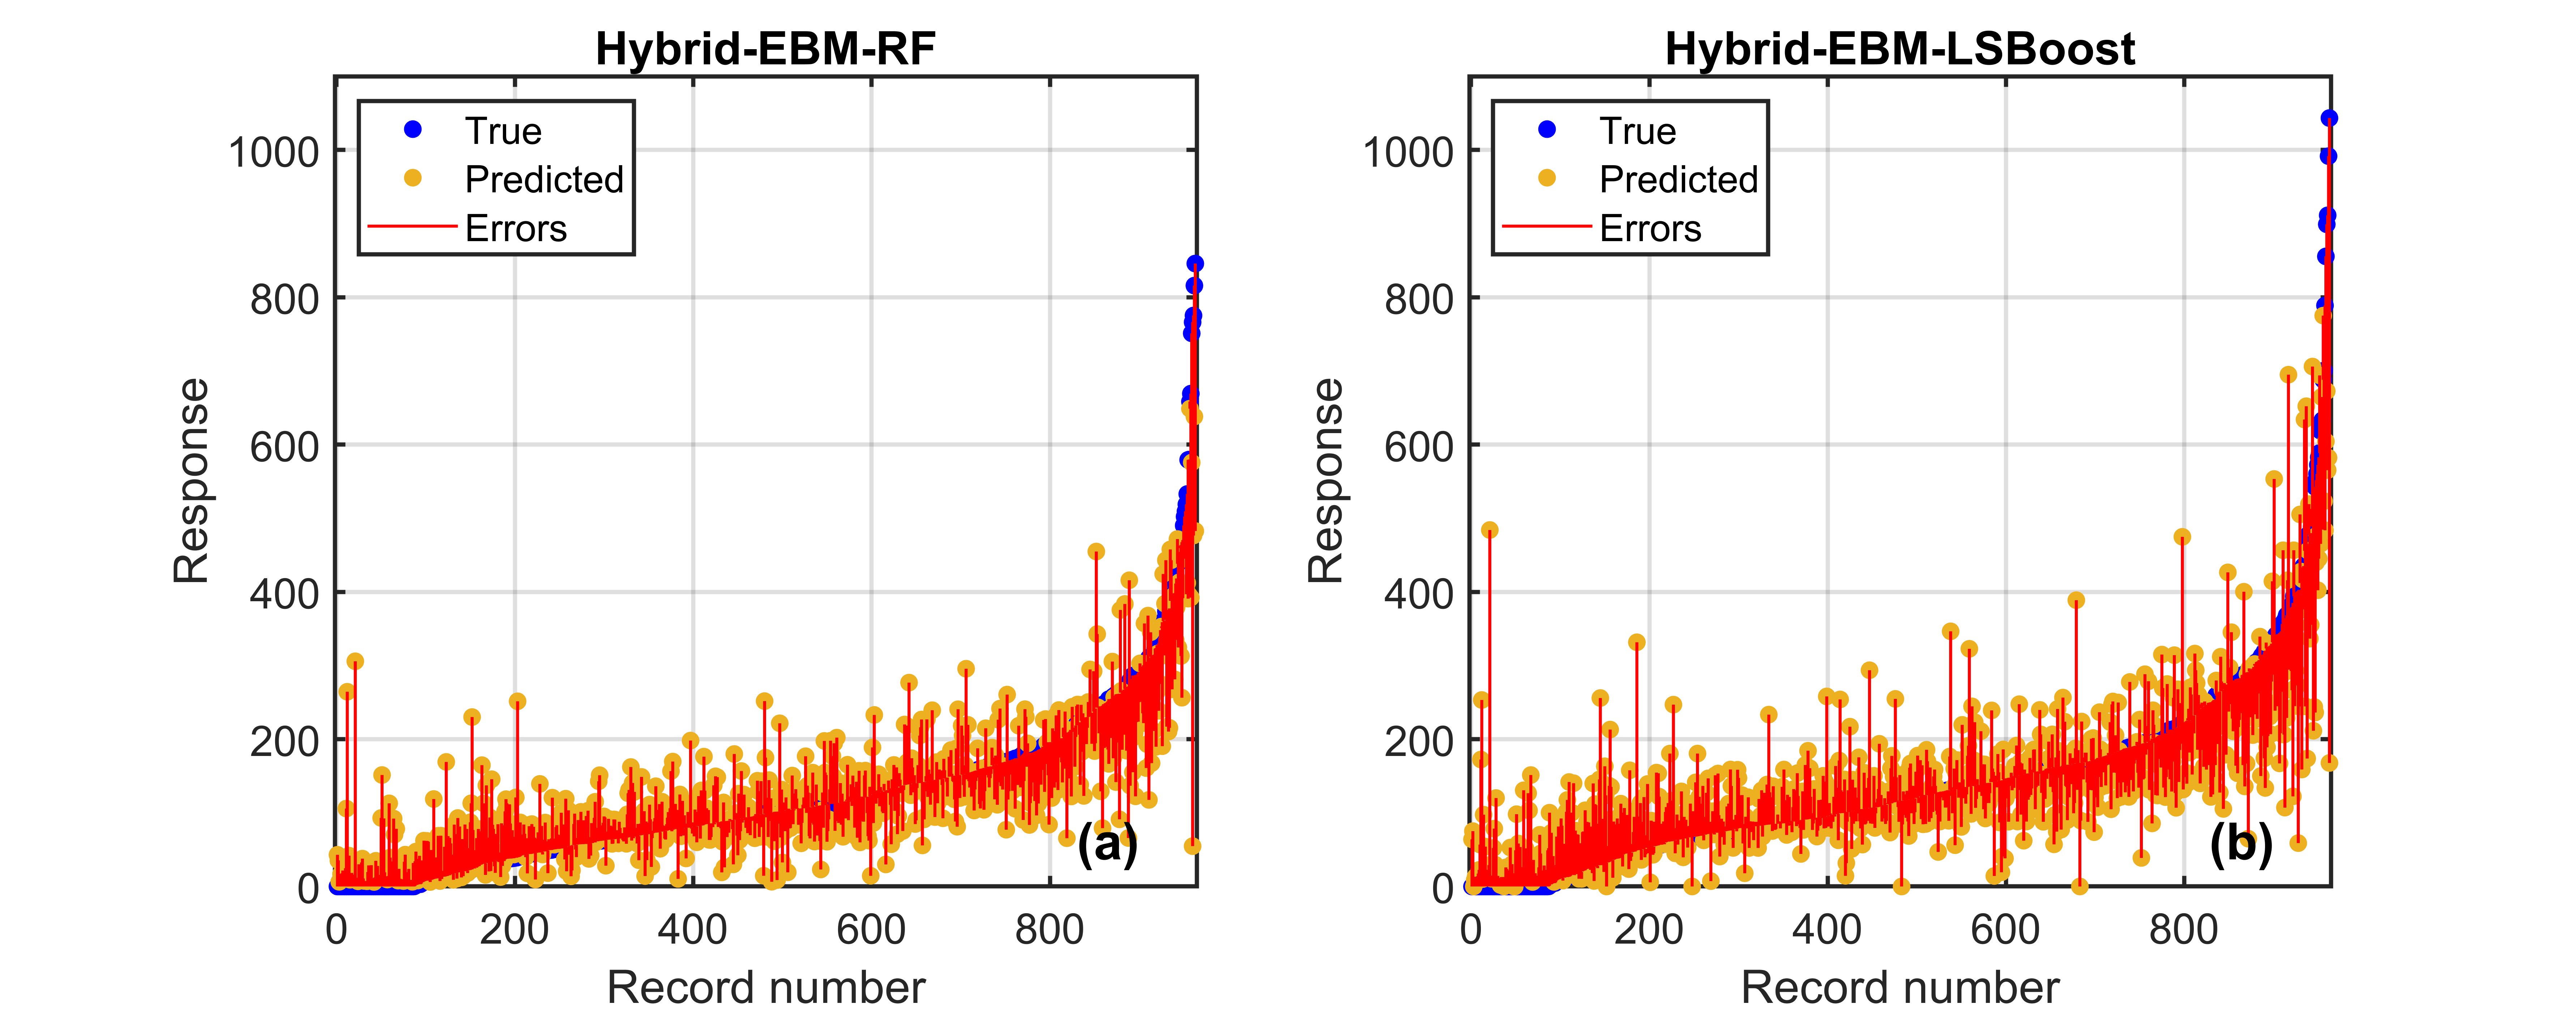 Hybrid-EBM-RF
True
Predicted
Errors
1000
800
600
400
200
0
Response
0 200 400 600 800
Record number
(a)
Hybrid-EBM-LSBoost
True
Predicted
Errors
1000
800
600
400
200
0
Response
0 200 400 600 800
Record number
(b)